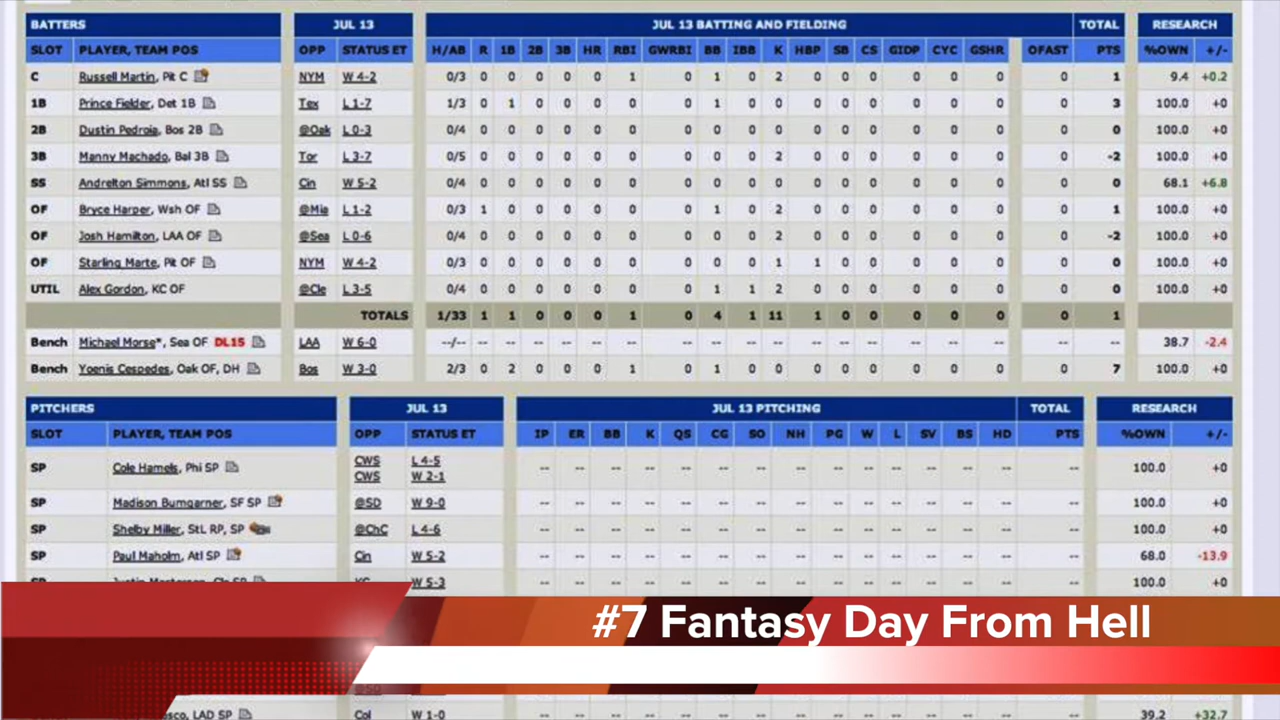 BATTERS JUL 13 JUL 13 BATTING AND FIELDING TOTAL RESEARCH
SLOT PLAYER, TEAM POS OPP STATUS ET H/AB R 1B 2B 3B HR RBI GWRBI BB IBB K HBP SB CS GIDP CYC GSHR OFAST PTS %OWN +/-
C Russell Martin, Pit C NYM W 4-2 0/3 0 0 0 0 0 1 0 1 0 2 0 0 0 0 0 0 0 1 9.4 +0.2
1B Prince Fielder, Det 1B Tex L 1-7 1/3 0 1 0 0 0 0 0 1 0 0 0 0 0 0 0 0 0 3 100.0 +0
2B Dustin Pedroia, Bos 2B @Oak L 0-3 0/4 0 0 0 0 0 0 0 0 0 0 0 0 0 0 0 0 0 0 100.0 +0
3B Manny Machado, Bal 3B Tor L 3-7 0/5 0 0 0 0 0 0 0 0 0 2 0 0 0 0 0 0 0 -2 100.0 +0
SS Andrelton Simmons, Atl SS Cin W 5-2 0/4 0 0 0 0 0 0 0 0 0 0 0 0 0 0 0 0 0 0 68.1 +6.8
OF Bryce Harper, Wsh OF @Mia L 1-2 0/3 1 0 0 0 0 0 0 1 0 2 0 0 0 0 0 0 0 1 100.0 +0
OF Josh Hamilton, LAA OF @Sea L 0-6 0/4 0 0 0 0 0 0 0 0 0 2 0 0 0 0 0 0 0 -2 100.0 +0
OF Starling Marte, Pit OF NYM W 4-2 0/3 0 0 0 0 0 0 0 0 0 1 1 0 0 0 0 0 0 0 100.0 +0
UTIL Alex Gordon, KC OF @Cle L 3-5 0/4 0 0 0 0 0 0 0 1 1 2 0 0 0 0 0 0 0 0 100.0 +0
TOTALS 1/33 1 1 0 0 0 1 0 4 1 11 1 0 0 0 0 0 0 1
Bench Michael Morse*, Sea OF DL15 LAA W 6-0 --/-- -- -- -- -- -- -- -- -- -- -- -- -- -- -- -- -- -- -- 38.7 -2.4
Bench Yoenis Cespedes, Oak OF, DH Bos W 3-0 2/3 0 2 0 0 0 1 0 1 0 0 0 0 0 0 0 0 0 7 100.0 +0
PITCHERS JUL 13 JUL 13 PITCHING TOTAL RESEARCH
SLOT PLAYER, TEAM POS OPP STATUS ET IP ER BB K QS CG SO NH PG W L SV BS HD PTS %OWN +/-
SP Cole Hamels, Phi SP CWS L 4-5 -- -- -- -- -- -- -- -- -- -- -- -- -- -- -- 100.0 +0
CWS W 2-1
SP Madison Bumgarner, SF SP @SD W 9-0 -- -- -- -- -- -- -- -- -- -- -- -- -- -- -- 100.0 +0
SP Shelby Miller, StL RP, SP @ChC L 4-6 -- -- -- -- -- -- -- -- -- -- -- -- -- -- -- 100.0 +0
SP Paul Maholm, Atl SP Cin W 5-2 -- -- -- -- -- -- -- -- -- -- -- -- -- -- -- 68.0 -13.9
SP W 5-3 -- -- -- -- -- -- -- -- -- -- -- -- -- -- -- 100.0 +0
#7 Fantasy Day From Hell
LAD SP Col W 1-0 -- -- -- -- -- -- -- -- -- -- -- -- -- -- -- 39.2 +32.7